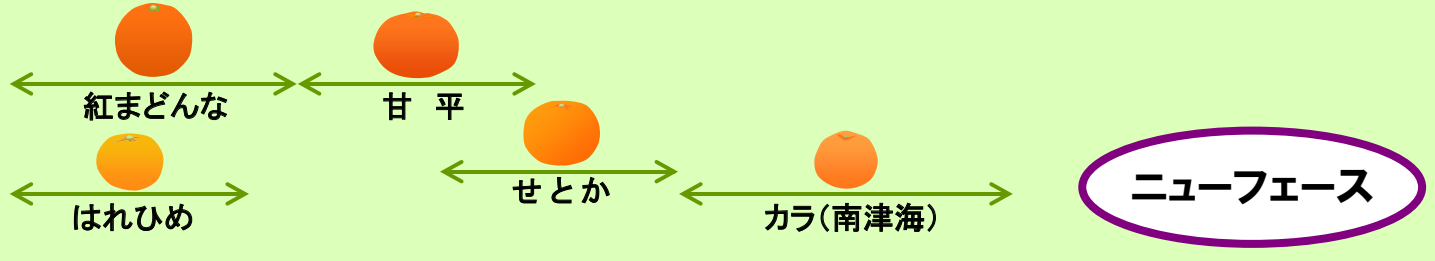 紅まどんな
甘 平
はれひめ
せとか
カラ(南津海)
ニューフェース